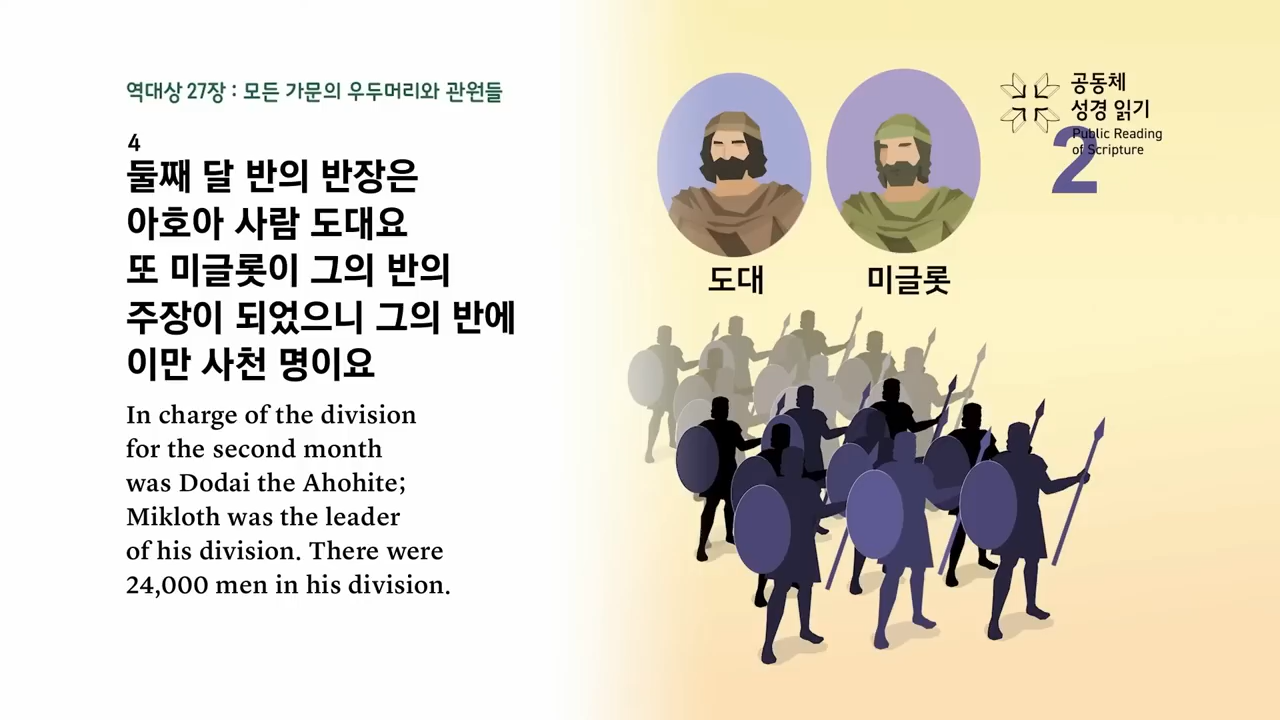 역대상 27장 : 모든 가문의 우두머리와 관원들
4
둘째 달 반의 반장은
아호아 사람 도대요
또 미글롯이 그의 반의
주장이 되었으니 그의 반에
이만 사천 명이요
In charge of the division
for the second month
was Dodai the Ahohite;
Mikloth was the leader
of his division. There were
24,000 men in his division.
도대
미글롯
공동체
성경 읽기
Public Reading
of Scripture
2